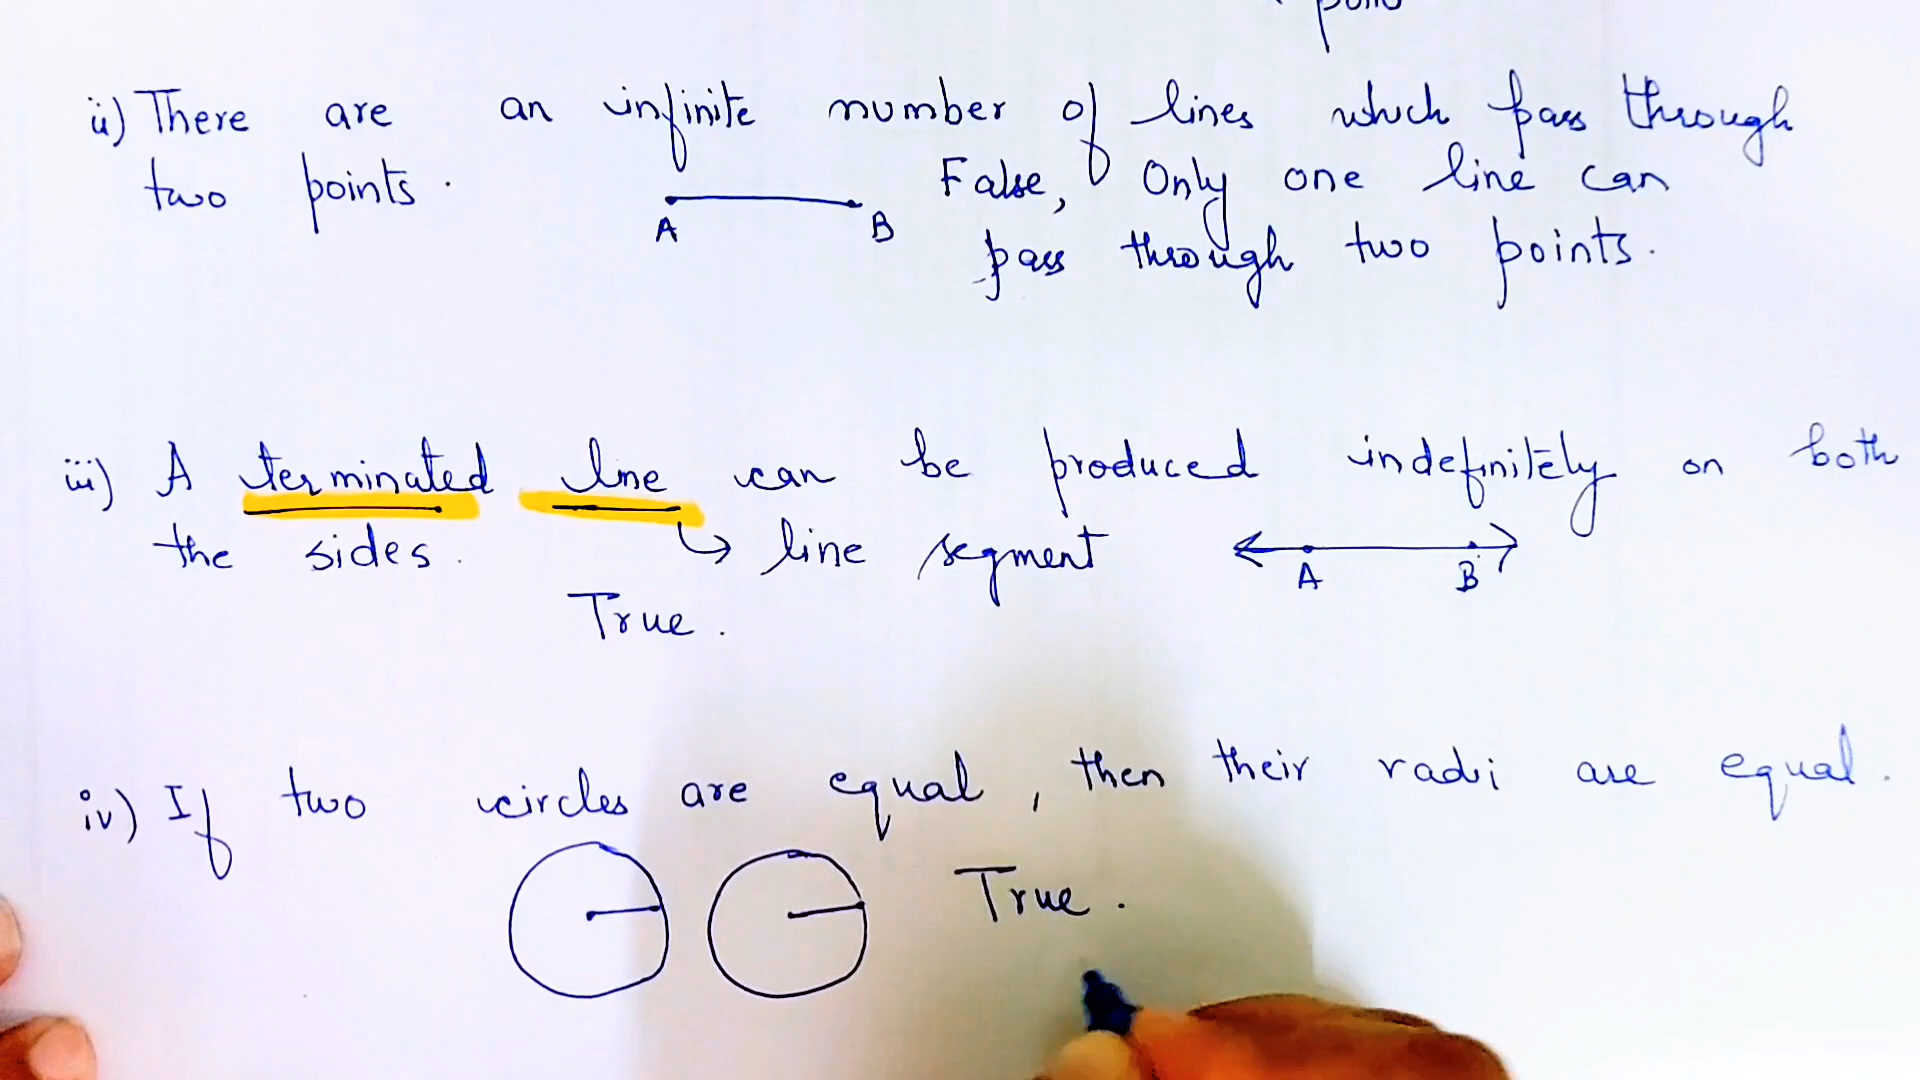 ii) There are an infinite number of lines which pass through
two points. False, Only one line can
A B
pass through two points.
iii) A terminated line can be produced indefinitely on both
the sides. line segment
A B
True.
iv) If two circles are equal, then their radii are equal.
True.